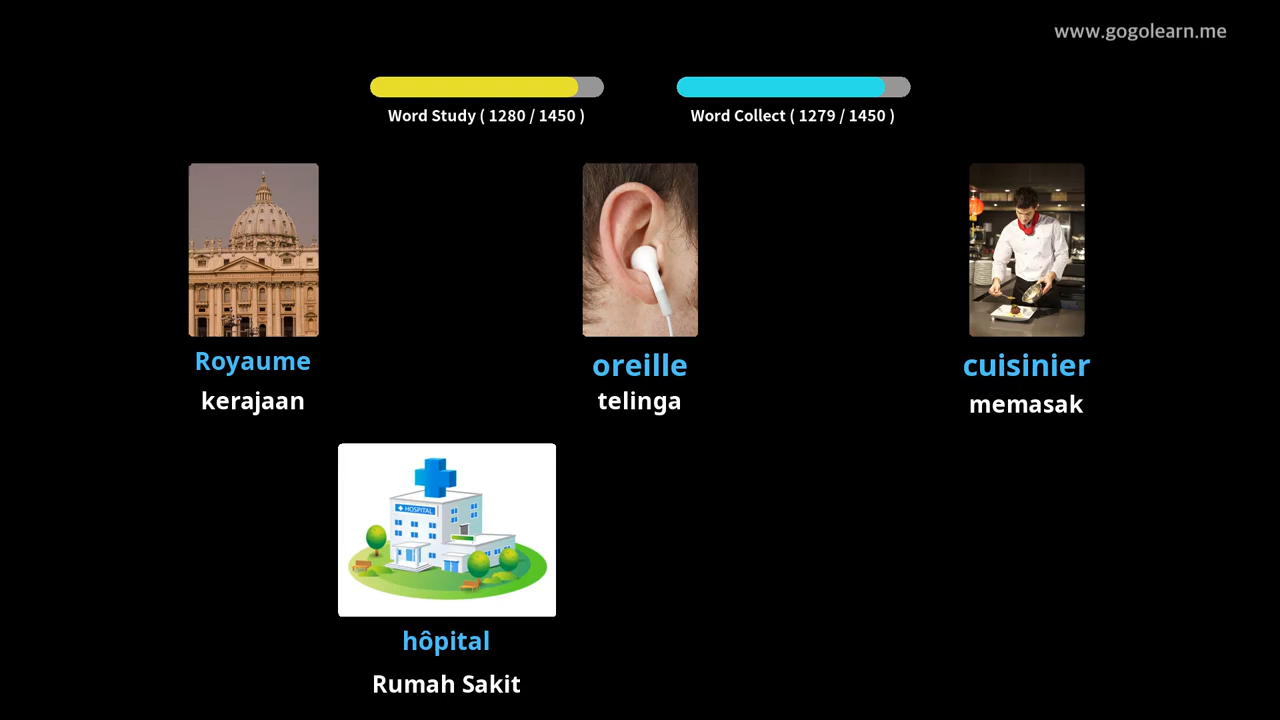 www.gogolearn.me
Word Study ( 1280 / 1450 )
Word Collect ( 1279 / 1450 )
Royaume
kerajaan
oreille
telinga
cuisinier
memasak
HOSPITAL
hôpital
Rumah Sakit